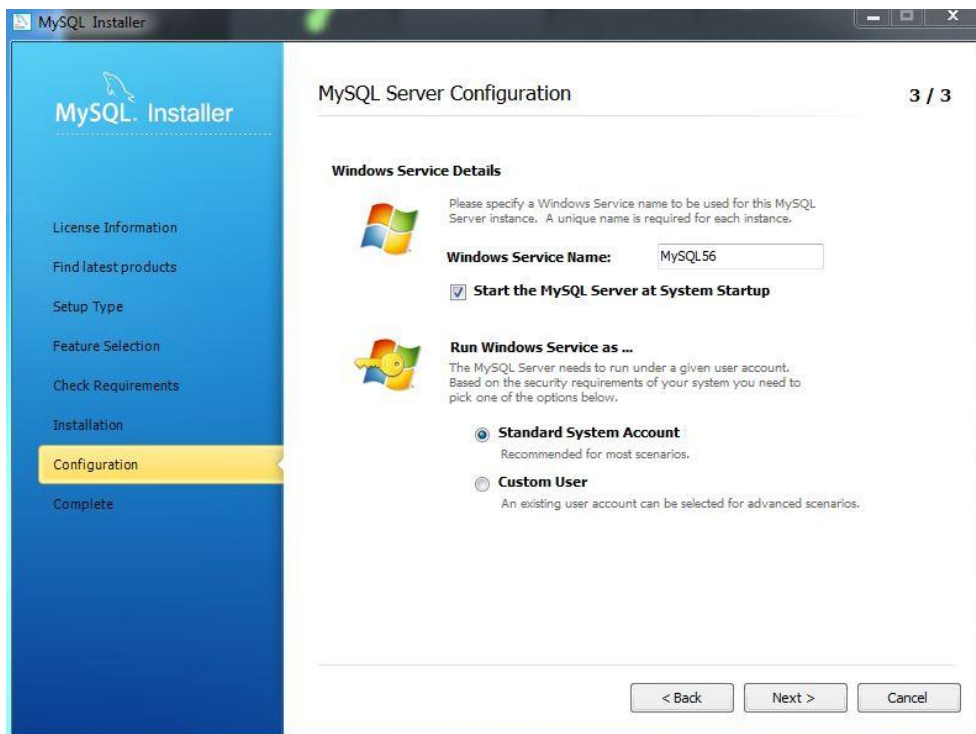 MySQL Installer
MySQL. Installer
License Information
Find latest products
Setup Type
Feature Selection
Check Requirements
Installation
Configuration
Complete
MySQL Server Configuration
3 / 3
Windows Service Details
Please specify a Windows Service name to be used for this MySQL
Server instance. A unique name is required for each instance.
Windows Service Name: MySQL56
Start the MySQL Server at System Startup
Run Windows Service as ...
The MySQL Server needs to run under a given user account.
Based on the security requirements of your system you need to
pick one of the options below.
Standard System Account
Recommended for most scenarios.
Custom User
An existing user account can be selected for advanced scenarios.
< Back
Next >
Cancel